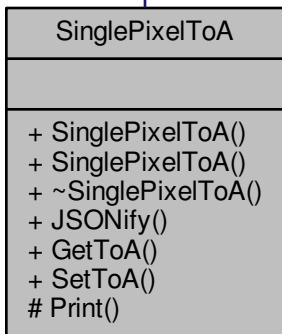 SinglePixelToA
+ SinglePixelToA()
+ SinglePixelToA()
+ ~SinglePixelToA()
+ JSONify()
+ GetToA()
+ SetToA()
# Print()